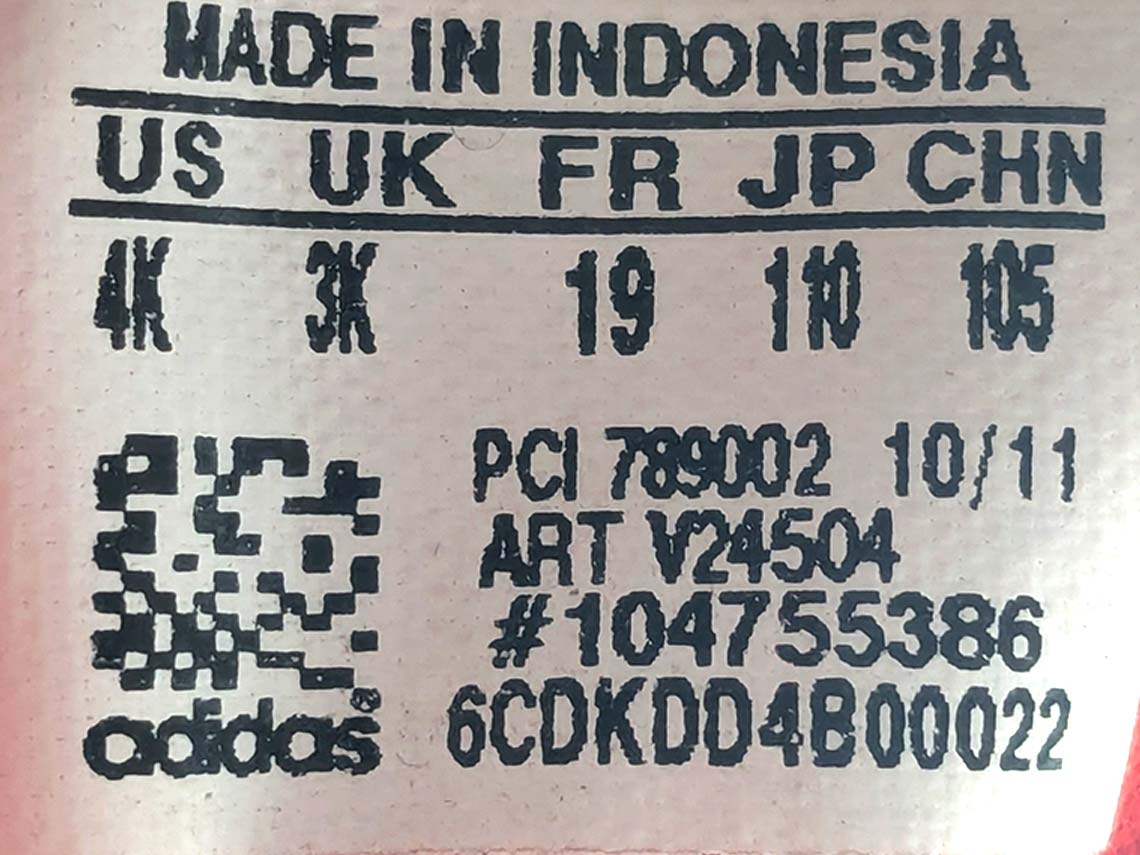 MADE IN INDONESIA
US UK FR JP CHN
4K 3K 19 110 105
PCI 789002 10/11
ART V24504
#104755386
adidas® 6CDKDD4B00022